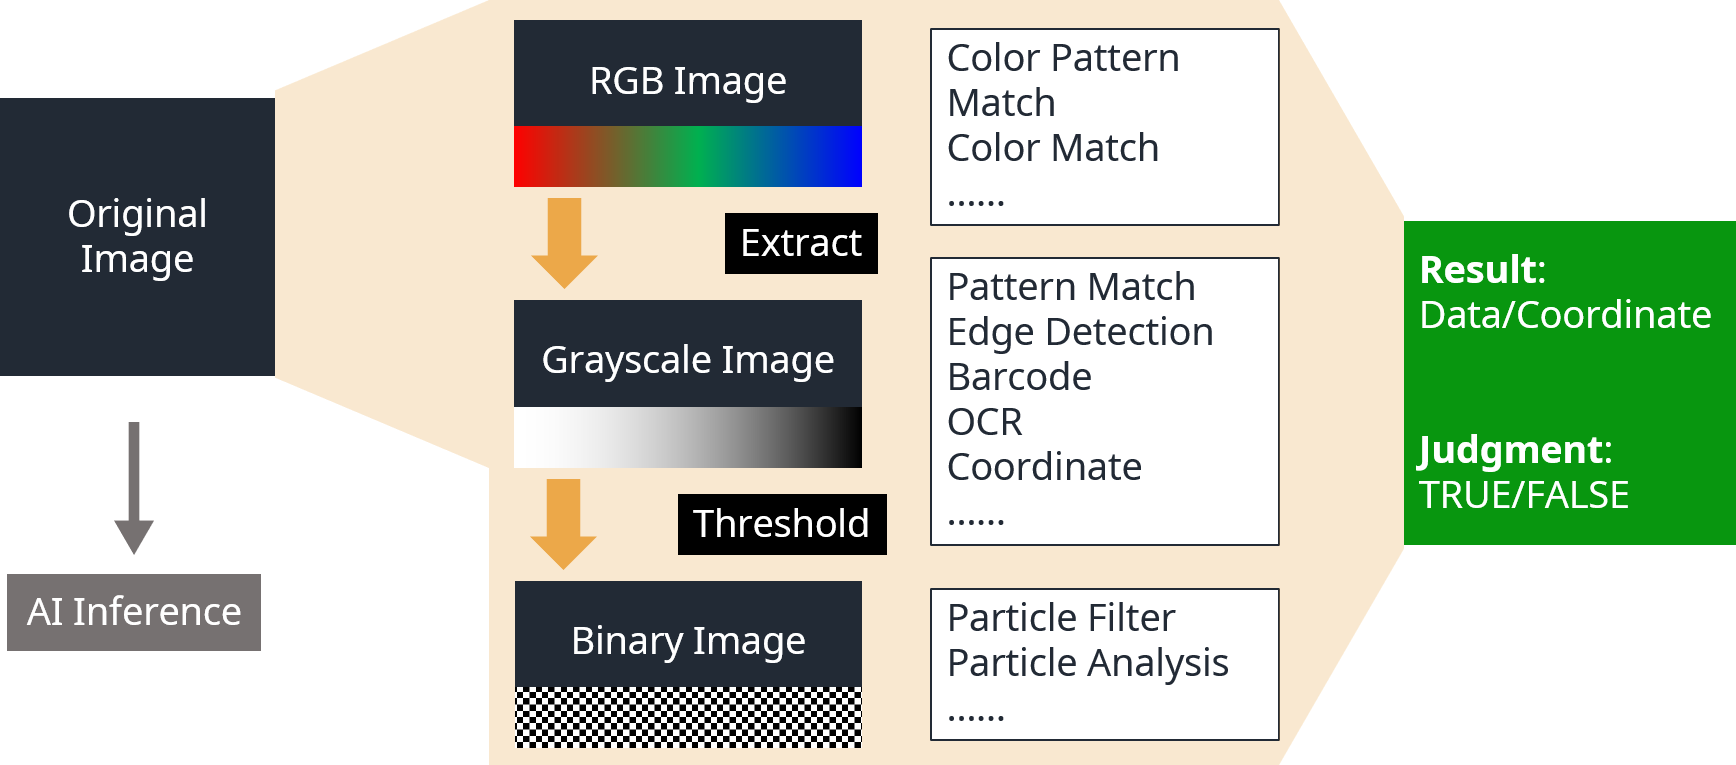 Original
Image
AI Inference
RGB Image
Extract
Grayscale Image
Threshold
Binary Image
Color Pattern
Match
Color Match
......
Pattern Match
Edge Detection
Barcode
OCR
Coordinate
......
Particle Filter
Particle Analysis
......
Result:
Data/Coordinate
Judgment:
TRUE/FALSE